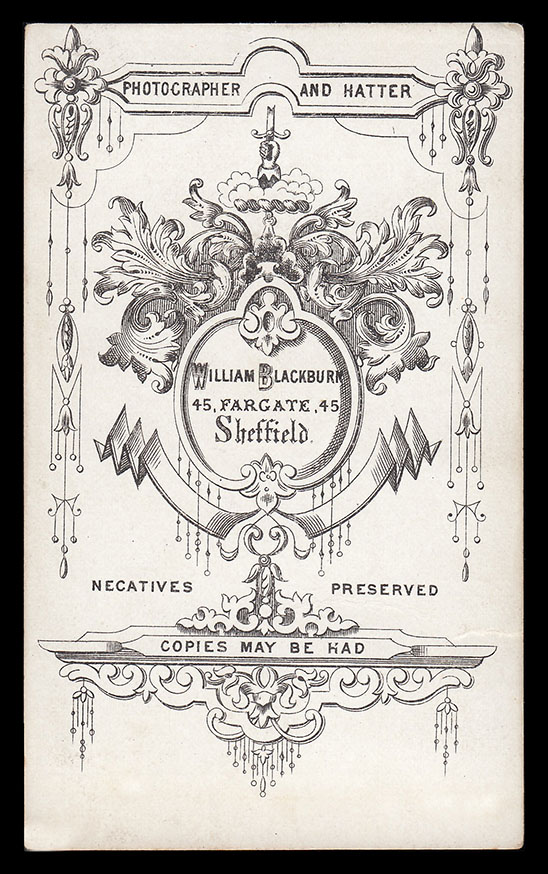 PHOTOGRAPHER AND HATTER
WILLIAM BLACKBURN
45, FARGATE, 45
Sheffield.
NEGATIVES PRESERVED
COPIES MAY BE HAD